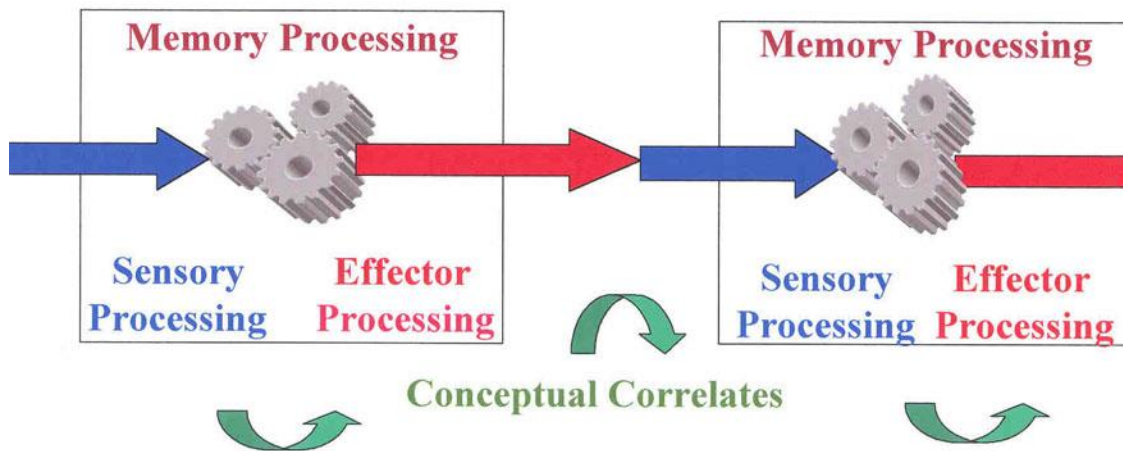 Memory Processing
Sensory
Processing
Effector
Processing
Memory Processing
Sensory
Processing
Effector
Processing
Conceptual Correlates